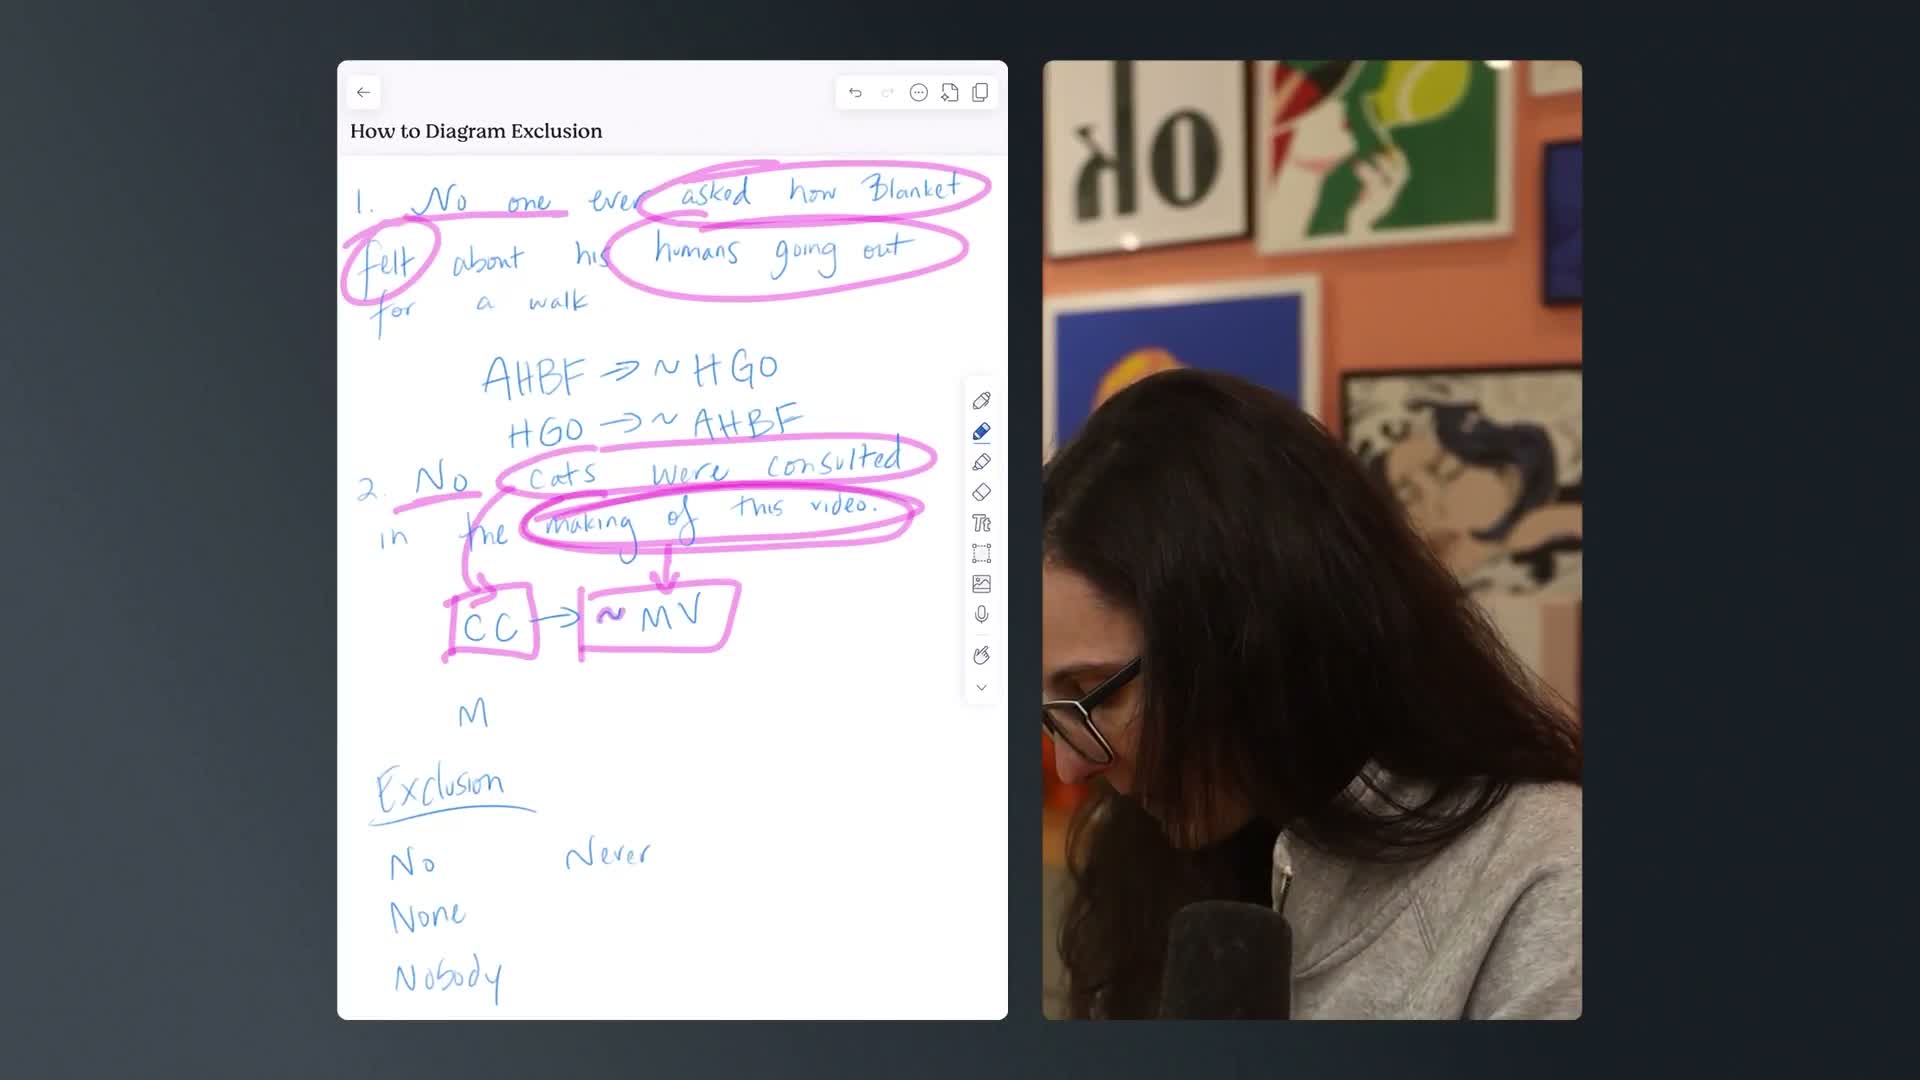 How to Diagram Exclusion
1. No one ever asked how Blanket
felt about his humans going out
for a walk
AHBF → ~ HGO
HGO → ~ AHBF
2. No cats were consulted
in the making of this video.
CC → ~ MV
M
Exclusion
No Never
None
Nobody
ok
Tt